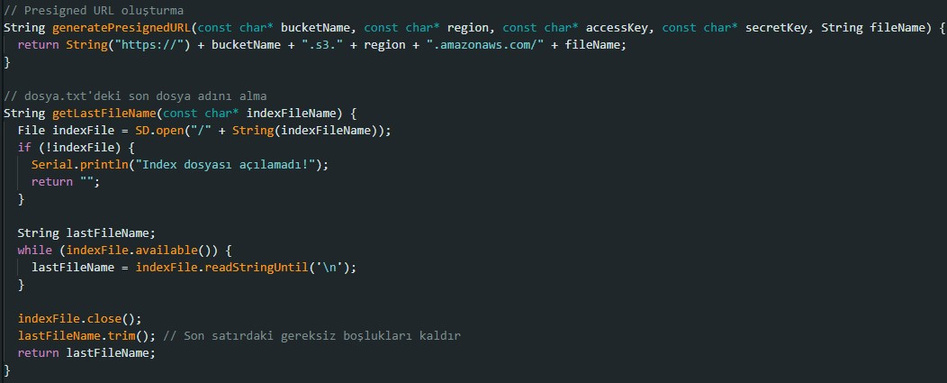 // Presigned URL oluşturma
String generatePresignedURL(const char* bucketName, const char* region, const char* accessKey, const char* secretKey, String fileName) {
  return String("https://") + bucketName + ".s3." + region + ".amazonaws.com/" + fileName;
}

// dosya.txt'deki son dosya adını alma
String getLastFileName(const char* indexFileName) {
  File indexFile = SD.open("/" + String(indexFileName));
  if (!indexFile) {
    Serial.println("Index dosyası açılamadı!");
    return "";
  }

  String lastFileName;
  while (indexFile.available()) {
    lastFileName = indexFile.readStringUntil('\n');
  }

  indexFile.close();
  lastFileName.trim(); // Son satırdaki gereksiz boşlukları kaldır
  return lastFileName;
}